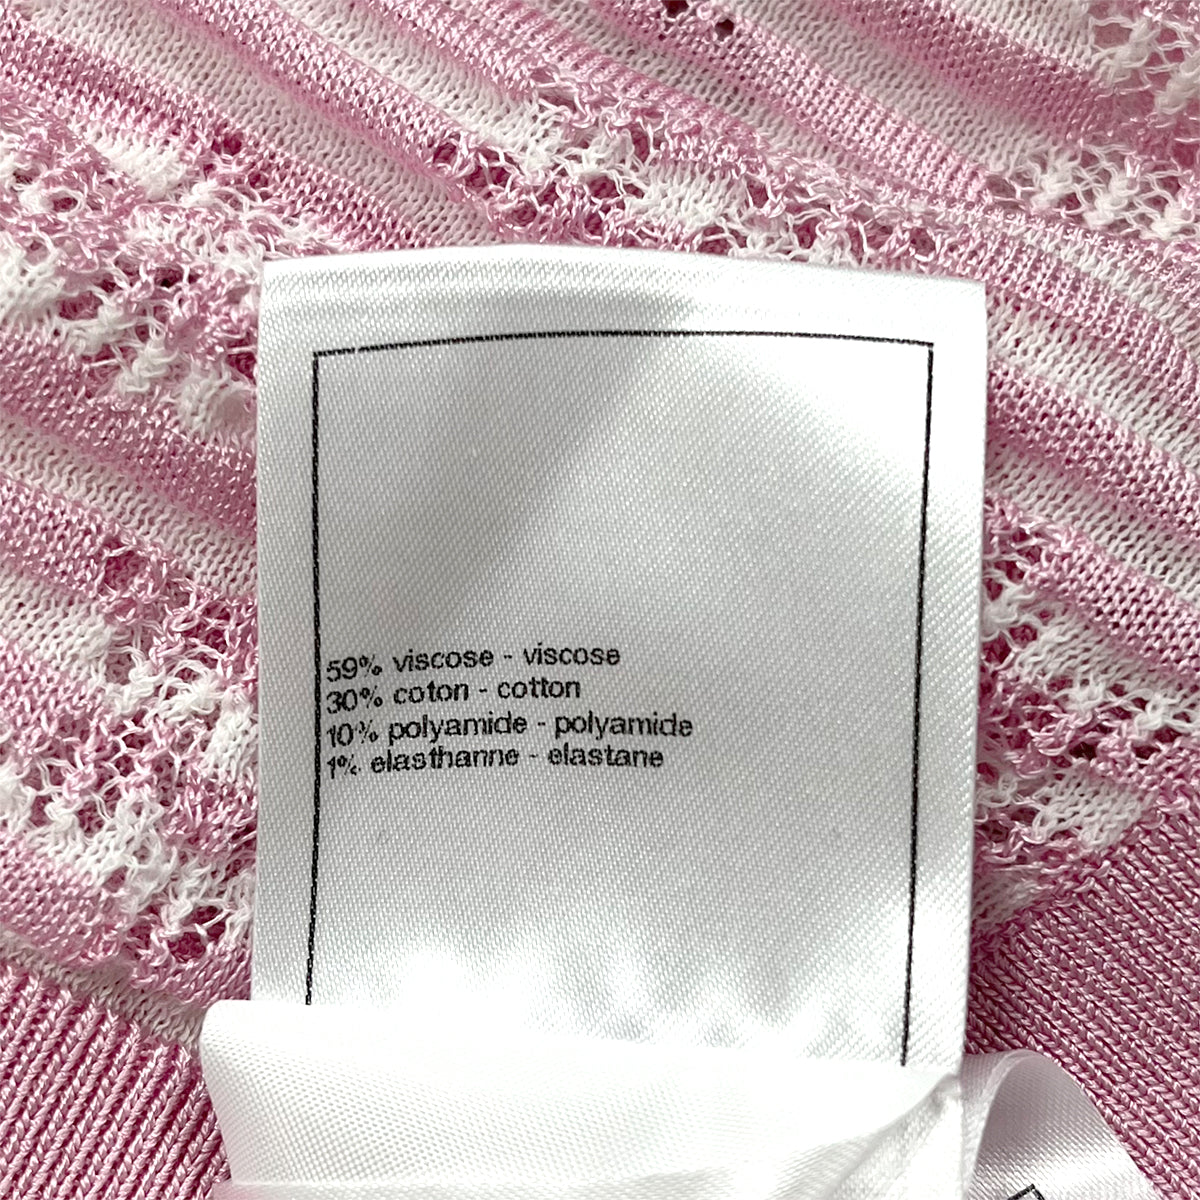 59% viscose - viscose
30% coton - cotton
10% polyamide - polyamide
1% elasthanne - elastane